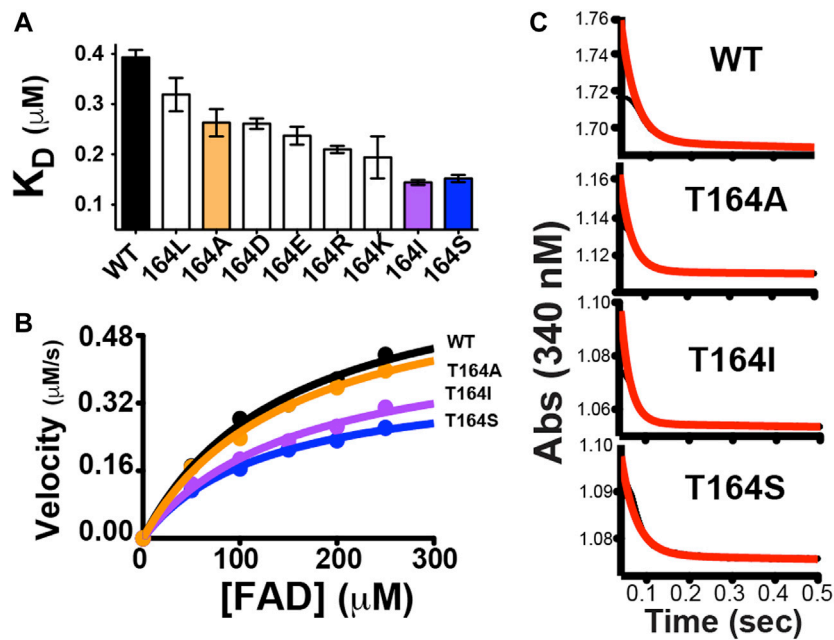 A
K_D (μM)
0.4
0.3
0.2
0.1
WT
164L
164A
164D
164E
164R
164K
164I
164S
B
Velocity (μM/s)
0.48
0.32
0.16
0.00
0
100
200
300
[FAD] (μM)
WT
T164A
T164I
T164S
C
Abs (340 nM)
1.76
1.74
1.72
1.70
WT
1.16
1.14
1.12
1.10
T164A
1.10
1.08
1.06
T164I
1.10
1.09
1.08
T164S
0.1
0.2
0.3
0.4
0.5
Time (sec)